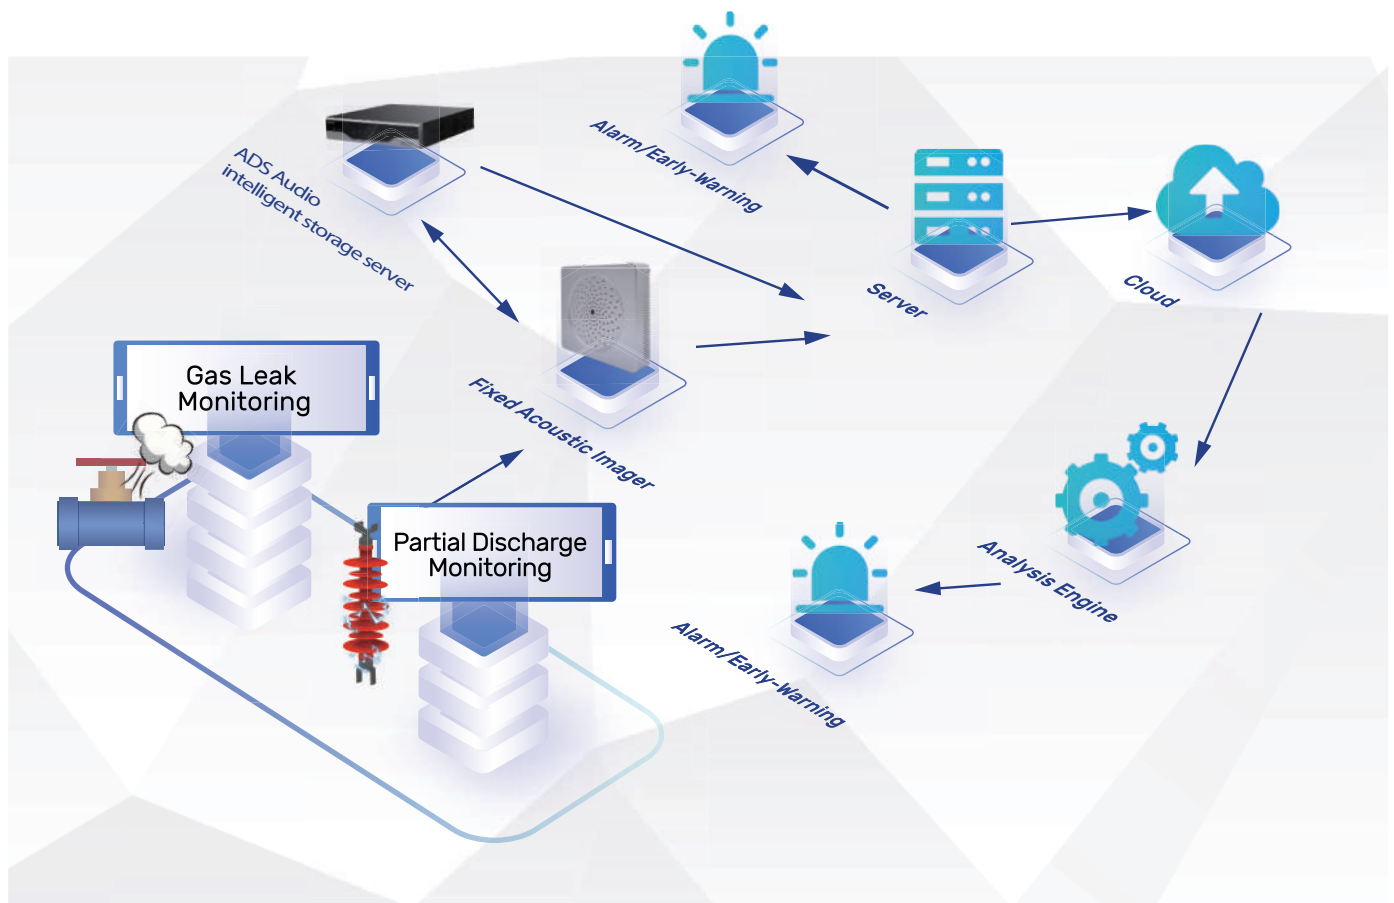 Alarm/Early-Warning
ADS Audio
intelligent storage server
Server
Cloud
Fixed Acoustic Imager
Gas Leak
Monitoring
Partial Discharge
Monitoring
Analysis Engine
Alarm/Early-Warning